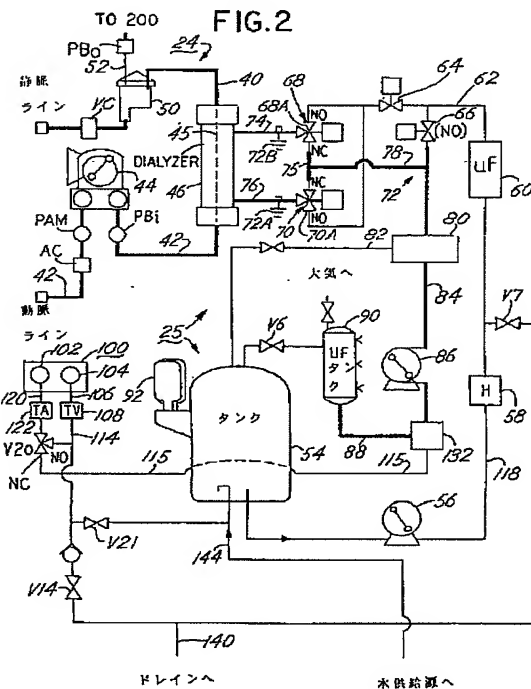 FIG.2
TO 200
PBo
52
24
静脈
ライン
VC
50
40
74
68
68A
NO
64
62
66
(NO)
45
DIALYZER
46
44
72B
75
NC
78
UF
60
76
NC
72
PAM
PBi
72A
70
NO
70A
80
AC
42
42
82
大気へ
84
動脈
ライン
25
V6
90
V7
102
100
92
UF
タンク
86
104
120
106
タンク
H
58
TA
TV
108
122
54
88
132
V20
NO
114
NC
115
115
118
56
V21
144
V14
140
ドレインへ
水供給源へ